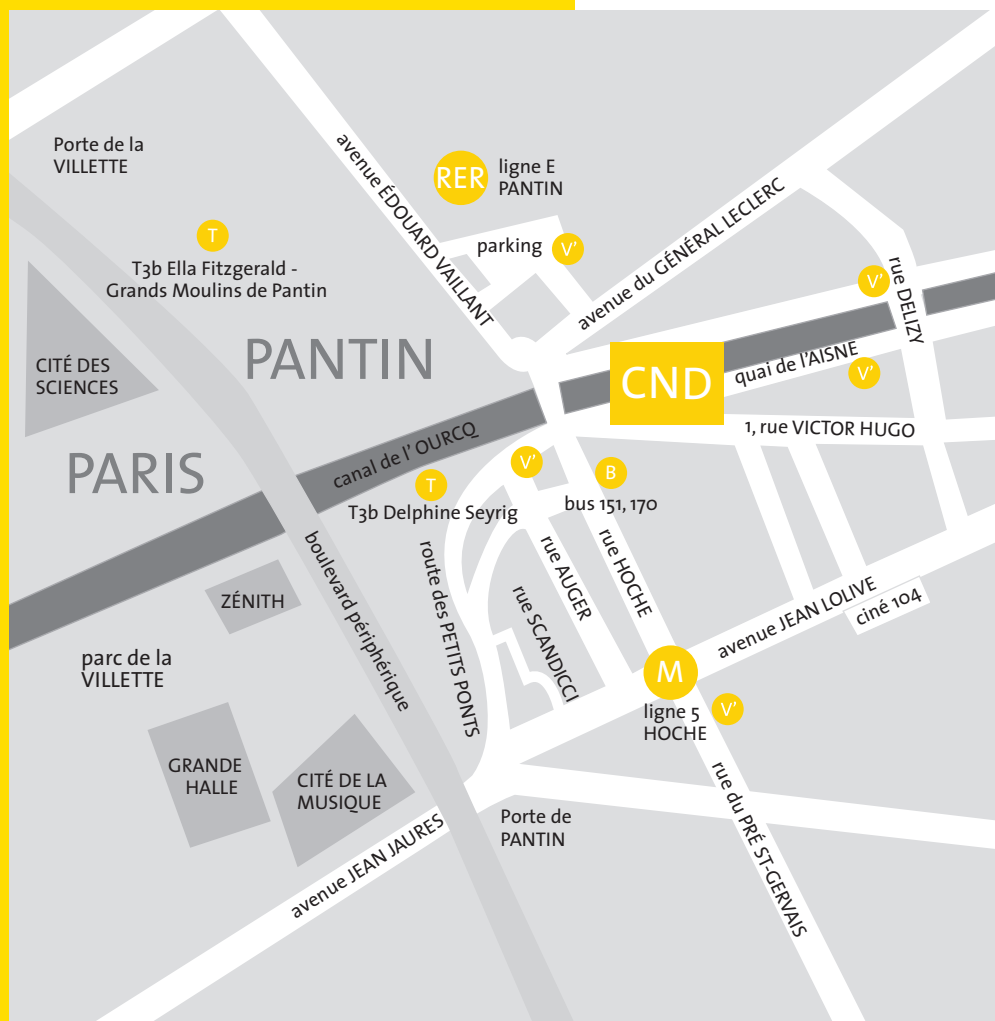 Porte de la
VILLETTE
avenue ÉDOUARD VAILLANT
RER
ligne E
PANTIN
parking
V'
avenue du GÉNÉRAL LECLERC
T
T3b Ella Fitzgerald -
Grands Moulins de Pantin
V'
rue DELIZY
CITÉ DES
SCIENCES
PANTIN
CND
quai de l'AISNE
V'
1, rue VICTOR HUGO
PARIS
canal de l' OURCQ
T
T3b Delphine Seyrig
V'
B
bus 151, 170
boulevard périphérique
route des PETITS PONTS
rue SCANDICCI
rue AUGER
rue HOCHE
avenue JEAN LOLIVE
ciné 104
ZÉNITH
parc de la
VILLETTE
M
ligne 5
HOCHE
V'
GRANDE
HALLE
CITÉ DE LA
MUSIQUE
Porte de
PANTIN
rue du PRÉ ST-GERVAIS
avenue JEAN JAURES